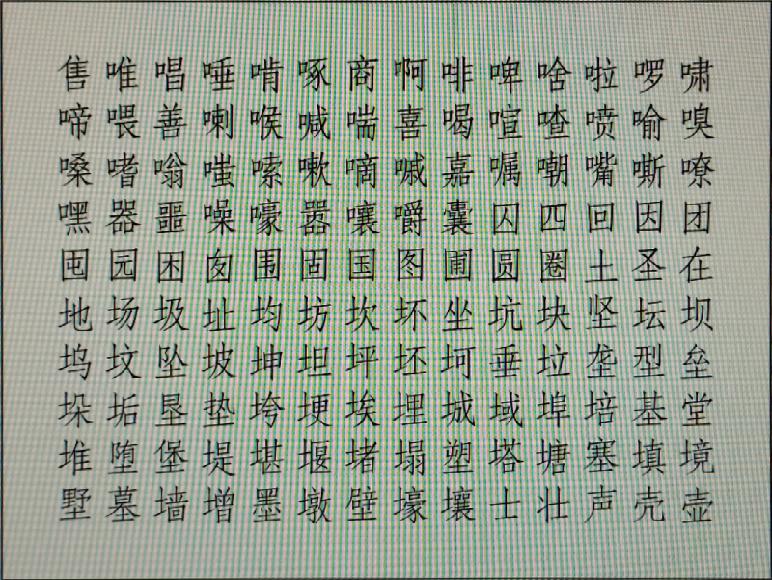 售唯唱唾啃啄商啊啡啤啥啦啰啸
啼喂善喇喉喊喘喜喝喧喳喷喻嗅
嗓嗜嗡嗤嗦嗽嘀嘁嘉嘱嘲嘴嘶嘹
嘿器噩噪嚎嚣嚷嚼囊囚四回因团
囤园困囱围固国图圃圆圈土圣在
地场圾址均坊坎坏坐坑块坚坛坝
坞坟坠坡坤坦坪坯坷垂垃垄型垒
垛垢垦垫垮埂埃埋城域埠培基堂
堆堕堡堤堪堰堵塌塑塔塘塞填境
墅墓墙增墨墩壁壕壤士壮声壳壶